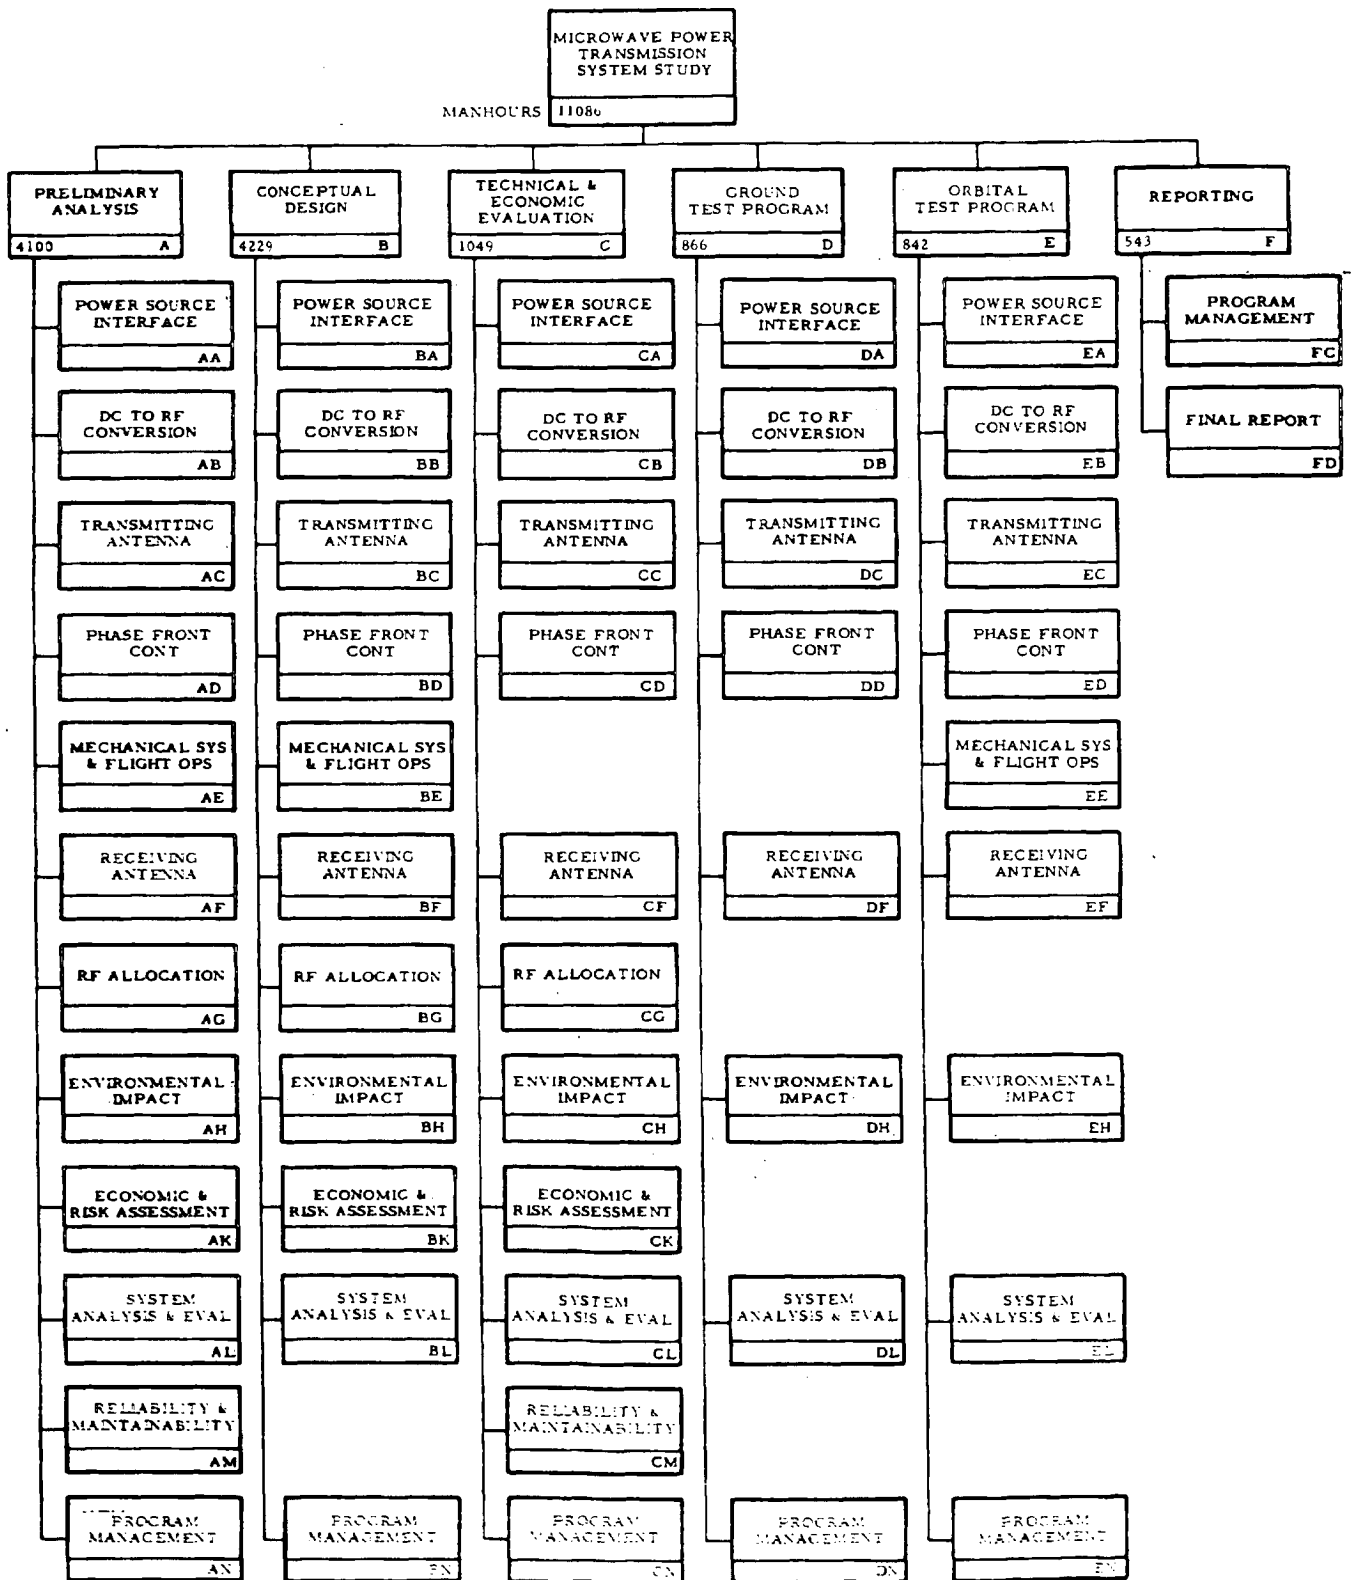 MICROWAVE POWER
TRANSMISSION
SYSTEM STUDY
MANHOURS 11086
PRELIMINARY
ANALYSIS
4100 A
POWER SOURCE
INTERFACE
AA
DC TO RF
CONVERSION
AB
TRANSMITTING
ANTENNA
AC
PHASE FRONT
CONT
AD
MECHANICAL SYS
& FLIGHT OPS
AE
RECEIVING
ANTENNA
AF
RF ALLOCATION
AG
ENVIRONMENTAL
IMPACT
AH
ECONOMIC &
RISK ASSESSMENT
AK
SYSTEM
ANALYSIS & EVAL
AL
RELIABILITY &
MAINTAINABILITY
AM
PROGRAM
MANAGEMENT
AN
CONCEPTUAL
DESIGN
4229 B
POWER SOURCE
INTERFACE
BA
DC TO RF
CONVERSION
BB
TRANSMITTING
ANTENNA
BC
PHASE FRONT
CONT
BD
MECHANICAL SYS
& FLIGHT OPS
BE
RECEIVING
ANTENNA
BF
RF ALLOCATION
BG
ENVIRONMENTAL
IMPACT
BH
ECONOMIC &
RISK ASSESSMENT
BK
SYSTEM
ANALYSIS & EVAL
BL
PROGRAM
MANAGEMENT
BN
TECHNICAL &
ECONOMIC
EVALUATION
1049 C
POWER SOURCE
INTERFACE
CA
DC TO RF
CONVERSION
CB
TRANSMITTING
ANTENNA
CC
PHASE FRONT
CONT
CD
RECEIVING
ANTENNA
CF
RF ALLOCATION
CG
ENVIRONMENTAL
IMPACT
CH
ECONOMIC &
RISK ASSESSMENT
CK
SYSTEM
ANALYSIS & EVAL
CL
RELIABILITY &
MAINTAINABILITY
CM
PROGRAM
MANAGEMENT
CN
GROUND
TEST PROGRAM
866 D
POWER SOURCE
INTERFACE
DA
DC TO RF
CONVERSION
DB
TRANSMITTING
ANTENNA
DC
PHASE FRONT
CONT
DD
RECEIVING
ANTENNA
DF
ENVIRONMENTAL
IMPACT
DH
SYSTEM
ANALYSIS & EVAL
DL
PROGRAM
MANAGEMENT
DN
ORBITAL
TEST PROGRAM
842 E
POWER SOURCE
INTERFACE
EA
DC TO RF
CONVERSION
EB
TRANSMITTING
ANTENNA
EC
PHASE FRONT
CONT
ED
MECHANICAL SYS
& FLIGHT OPS
EE
RECEIVING
ANTENNA
EF
ENVIRONMENTAL
IMPACT
EH
SYSTEM
ANALYSIS & EVAL
EL
PROGRAM
MANAGEMENT
EN
REPORTING
543 F
PROGRAM
MANAGEMENT
FC
FINAL REPORT
FD